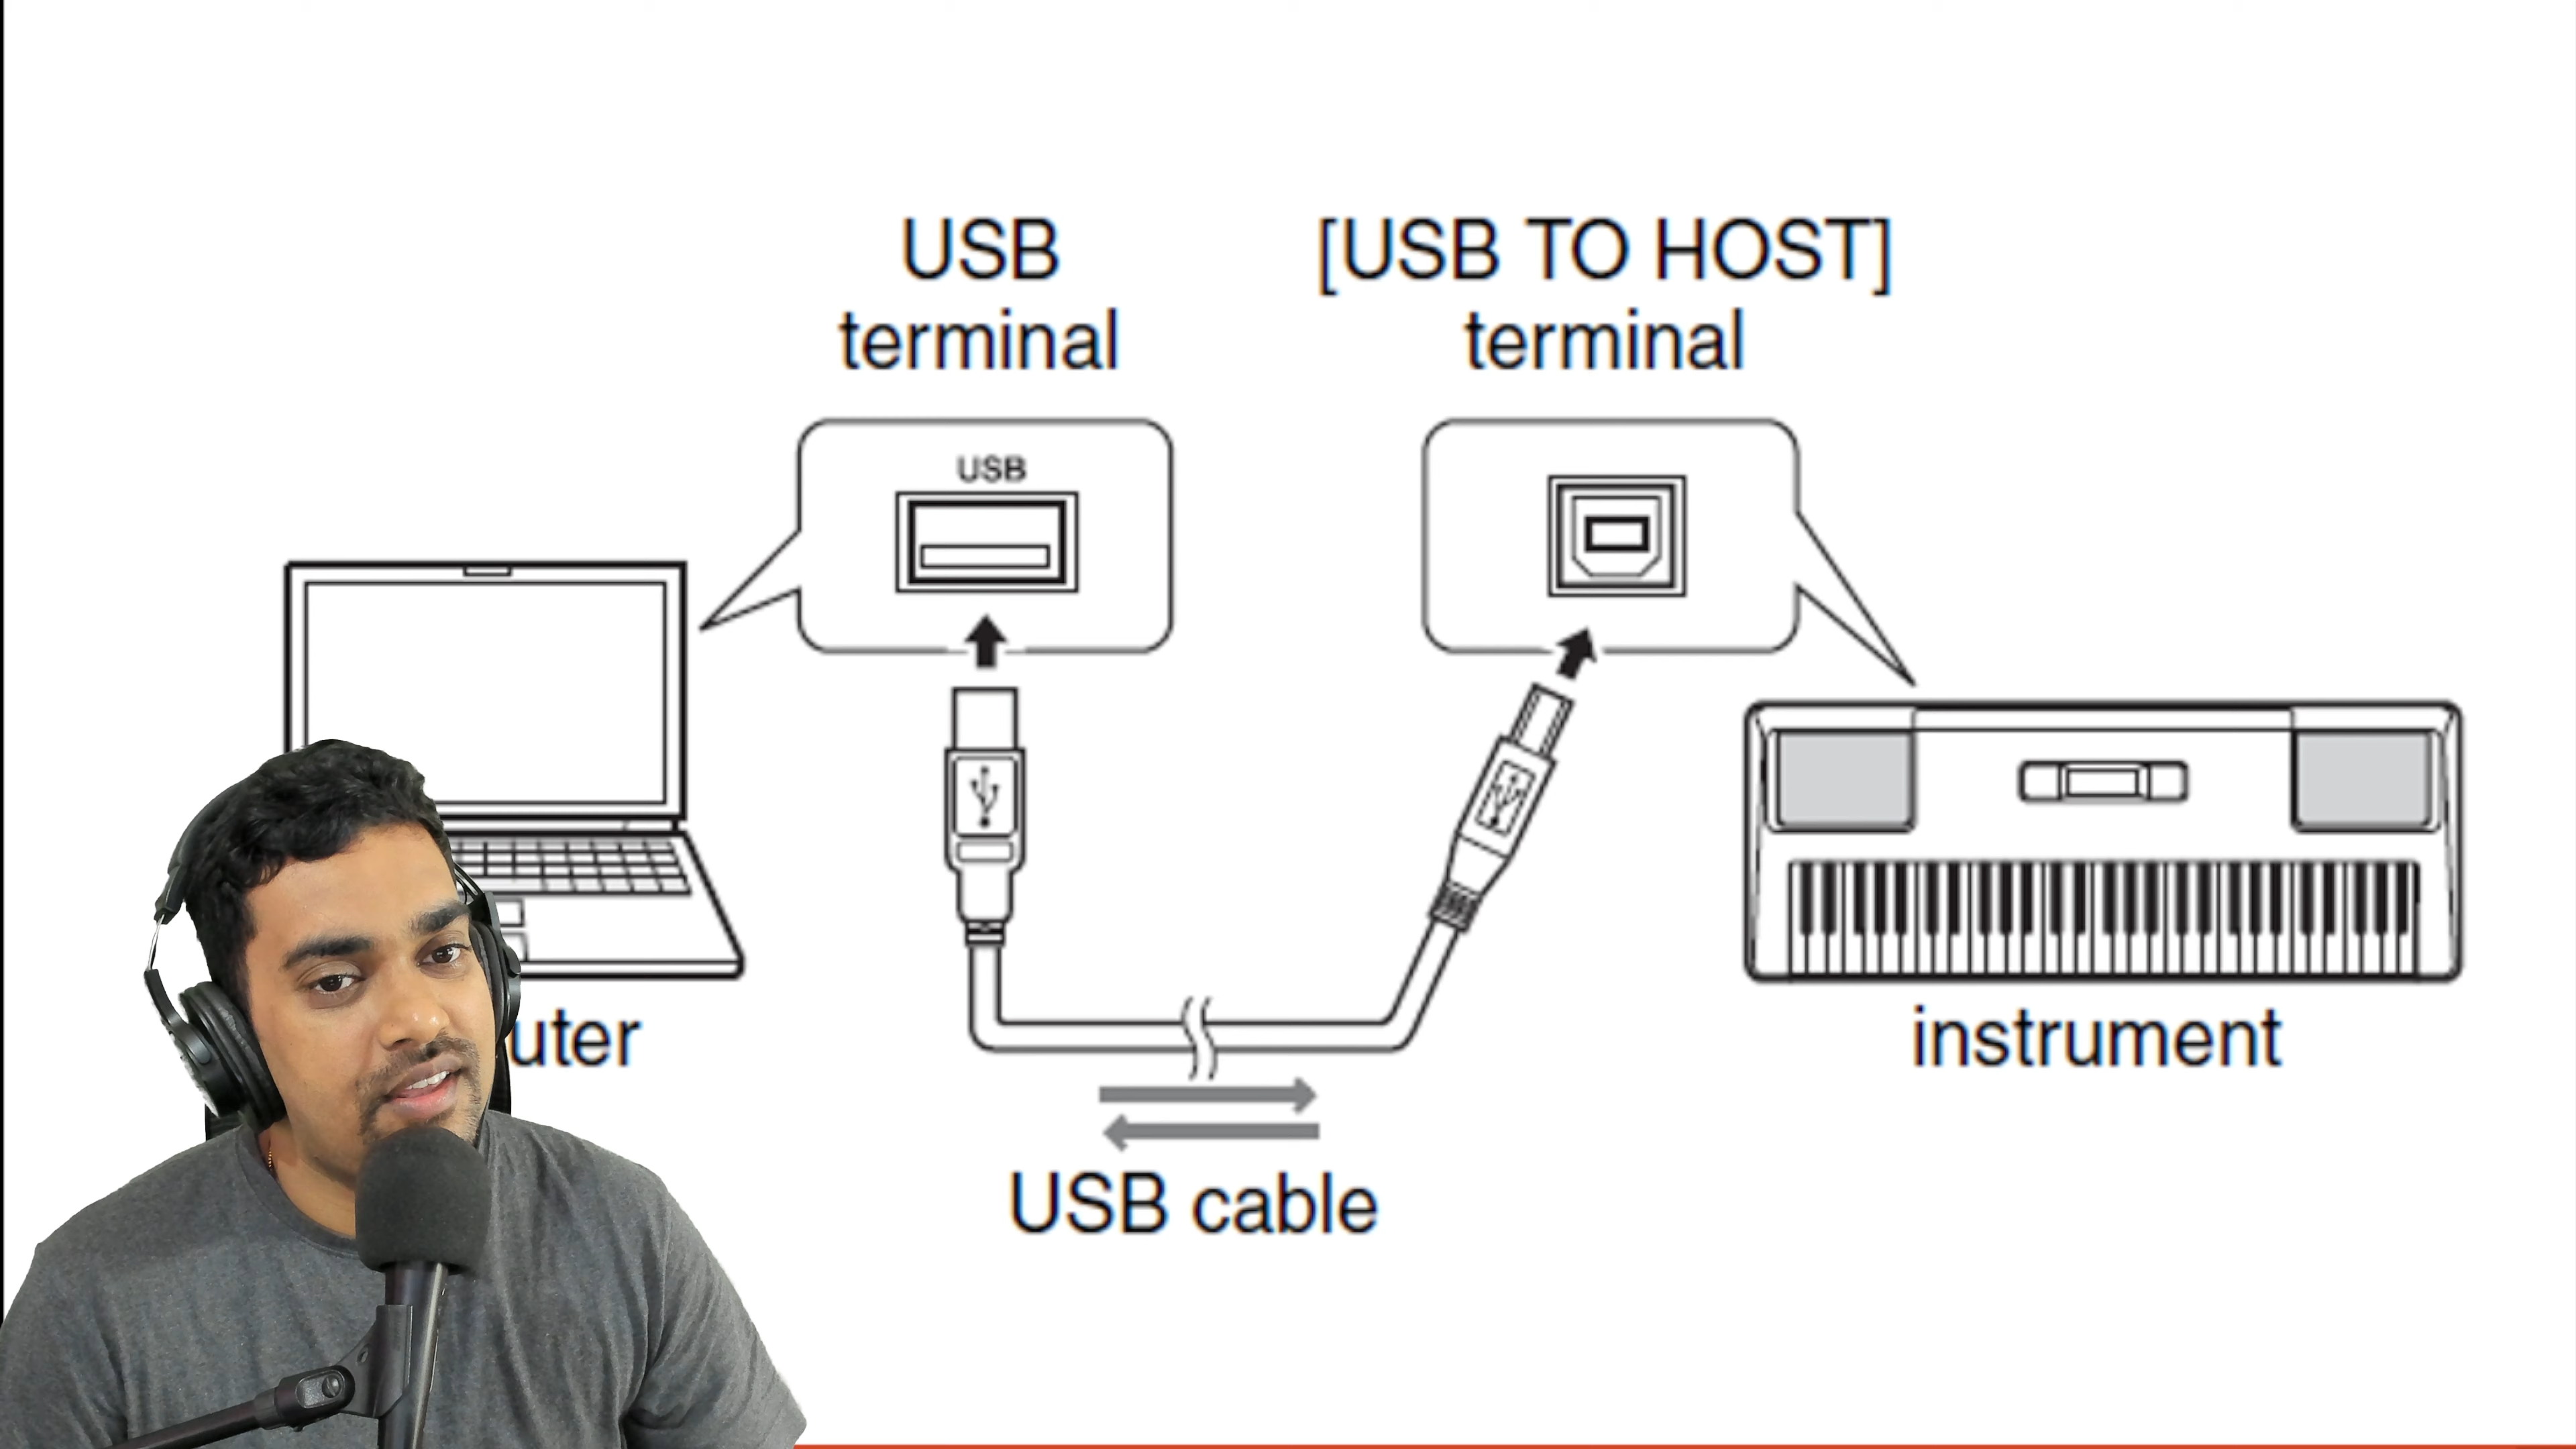 USB
terminal
[USB TO HOST]
terminal
USB
uter
instrument
USB cable